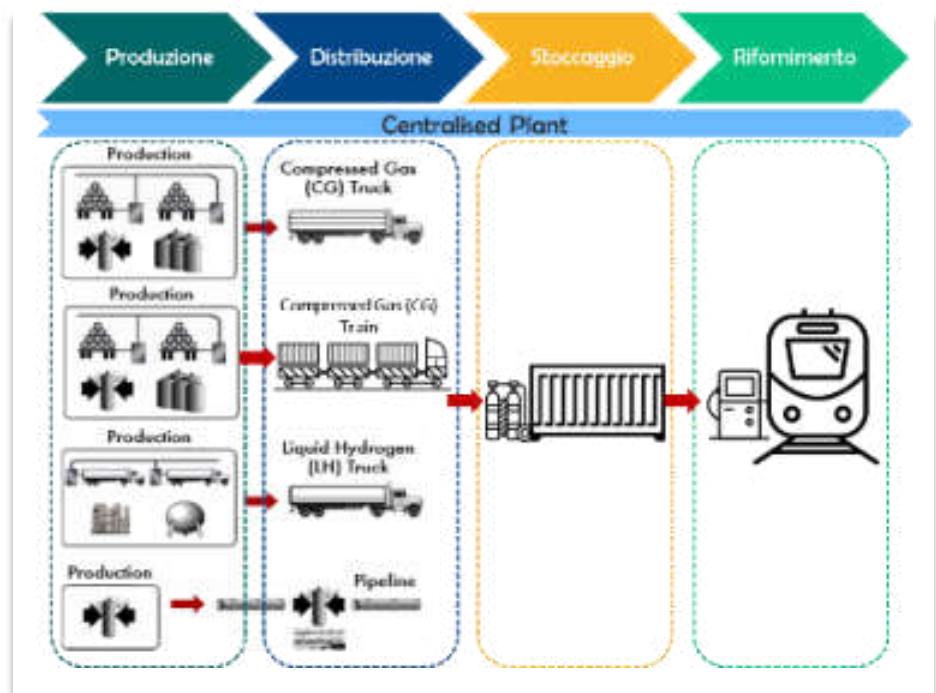 Produzione
Distribuzione
Stoccaggio
Rifornimento
Centralised Plant
Production
Compressed Gas
(CG) Truck
Production
Compressed Gas (CG)
Train
Production
Liquid Hydrogen
(LH) Truck
Production
Pipeline